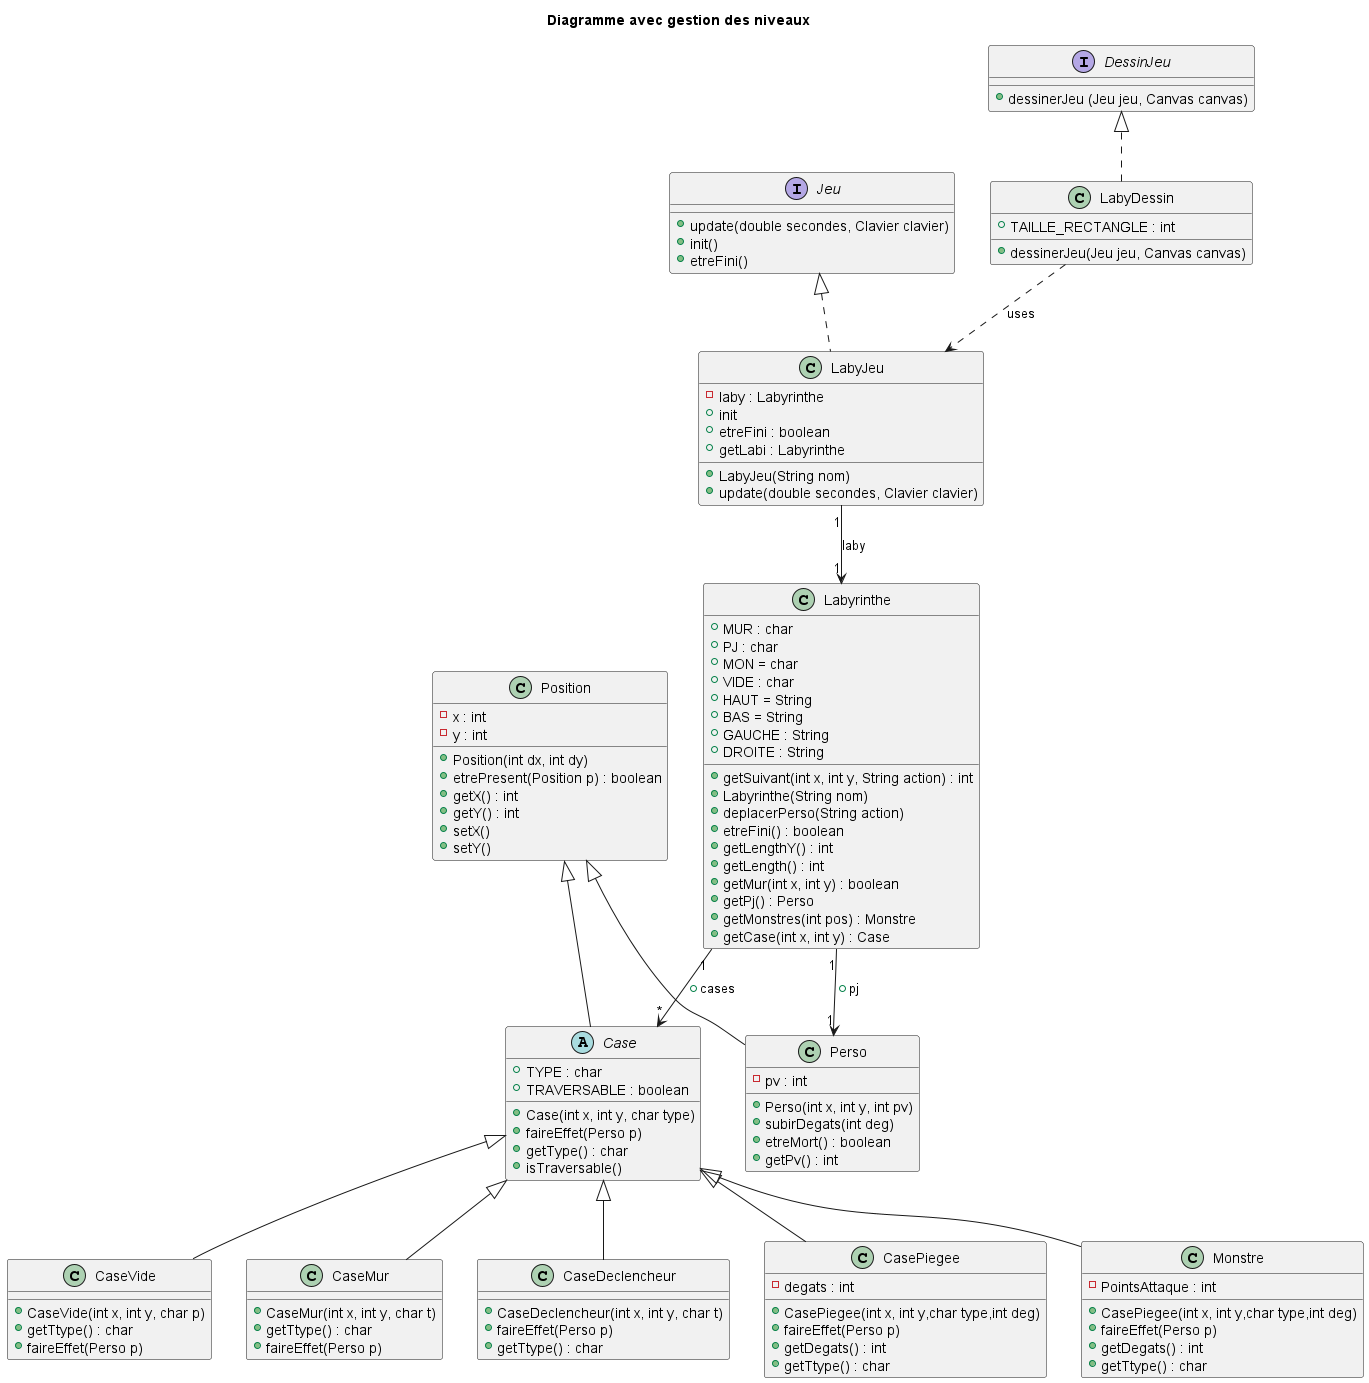 Diagramme avec gestion des niveaux
I DessinJeu
dessinerJeu (Jeu jeu, Canvas canvas)
I Jeu
update(double secondes, Clavier clavier)
init()
etreFini()
C LabyDessin
TAILLE_RECTANGLE : int
dessinerJeu(Jeu jeu, Canvas canvas)
uses
C LabyJeu
laby : Labyrinthe
init
etreFini : boolean
getLabi : Labyrinthe
LabyJeu(String nom)
update(double secondes, Clavier clavier)
1
laby
1
C Labyrinthe
MUR : char
PJ : char
MON = char
VIDE : char
HAUT = String
BAS = String
GAUCHE : String
DROITE : String
getSuivant(int x, int y, String action) : int
Labyrinthe(String nom)
deplacerPerso(String action)
etreFini() : boolean
getLengthY() : int
getLength() : int
getMur(int x, int y) : boolean
getPj() : Perso
getMonstres(int pos) : Monstre
getCase(int x, int y) : Case
C Position
x : int
y : int
Position(int dx, int dy)
etrePresent(Position p) : boolean
getX() : int
getY() : int
setX()
setY()
1
cases
*
1
pj
1
A Case
TYPE : char
TRAVERSABLE : boolean
Case(int x, int y, char type)
faireEffet(Perso p)
getType() : char
isTraversable()
C Perso
pv : int
Perso(int x, int y, int pv)
subirDegats(int deg)
etreMort() : boolean
getPv() : int
C CaseVide
CaseVide(int x, int y, char p)
getTtype() : char
faireEffet(Perso p)
C CaseMur
CaseMur(int x, int y, char t)
getTtype() : char
faireEffet(Perso p)
C CaseDeclencheur
CaseDeclencheur(int x, int y, char t)
faireEffet(Perso p)
getTtype() : char
C CasePiegee
degats : int
CasePiegee(int x, int y,char type,int deg)
faireEffet(Perso p)
getDegats() : int
getTtype() : char
C Monstre
PointsAttaque : int
CasePiegee(int x, int y,char type,int deg)
faireEffet(Perso p)
getDegats() : int
getTtype() : char